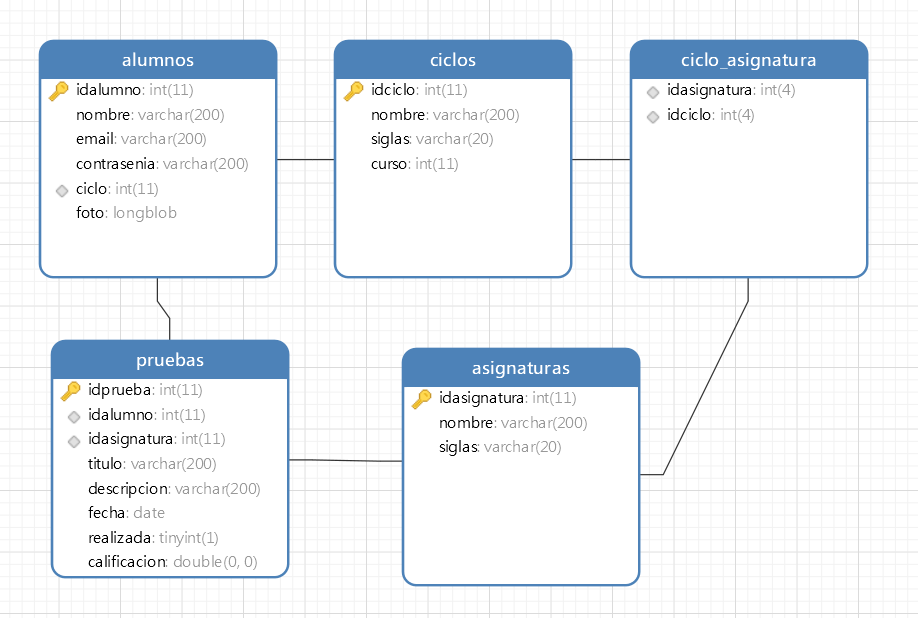 alumnos
idalumno: int(11)
nombre: varchar(200)
email: varchar(200)
contrasenia: varchar(200)
ciclo: int(11)
foto: longblob
ciclos
idciclo: int(11)
nombre: varchar(200)
siglas: varchar(20)
curso: int(11)
ciclo_asignatura
idasignatura: int(4)
idciclo: int(4)
pruebas
idprueba: int(11)
idalumno: int(11)
idasignatura: int(11)
titulo: varchar(200)
descripcion: varchar(200)
fecha: date
realizada: tinyint(1)
calificacion: double(0, 0)
asignaturas
idasignatura: int(11)
nombre: varchar(200)
siglas: varchar(20)